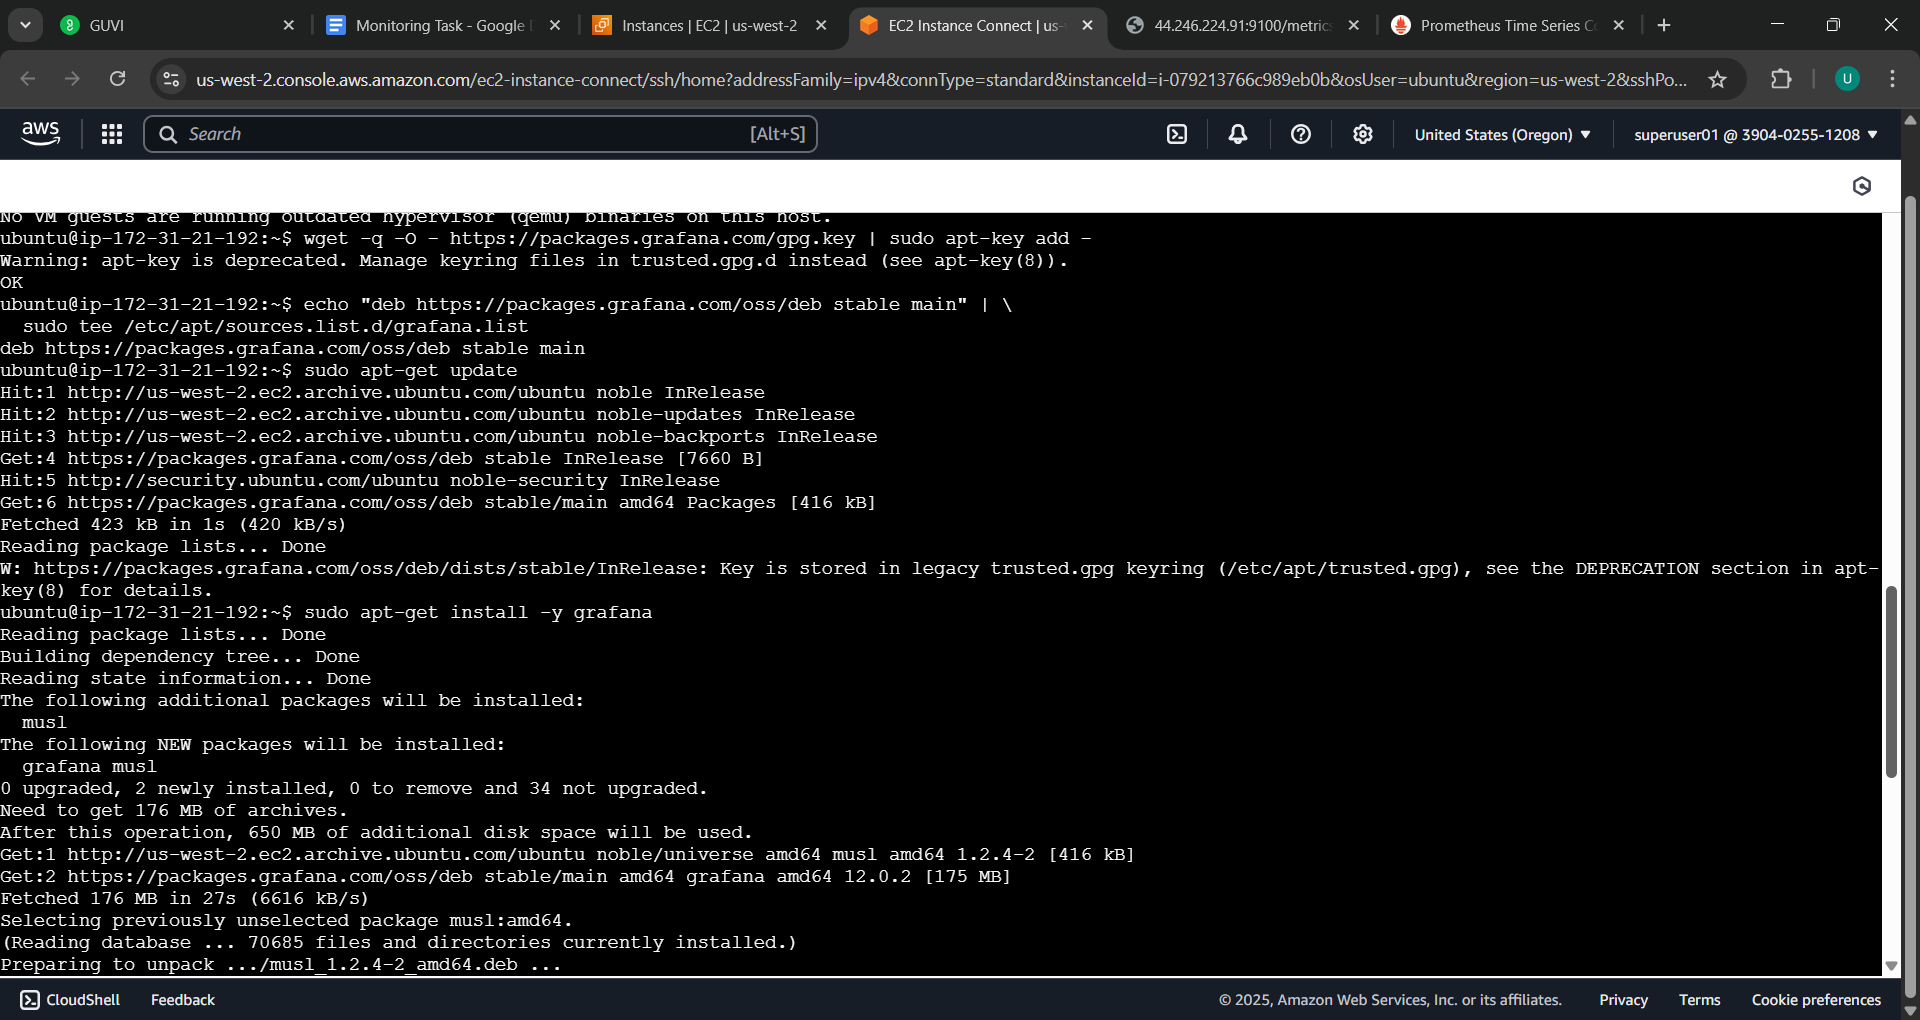 GUVI
Monitoring Task - Google
Instances | EC2 | us-west-2
EC2 Instance Connect | us-
44.246.224.91:9100/metrics
Prometheus Time Series
us-west-2.console.aws.amazon.com/ec2-instance-connect/ssh/home?addressFamily=ipv4&connType=standard&instanceId=i-079213766c989eb0b&osUser=ubuntu&region=us-west-2&sshPo...
U
aws
Search
[Alt+S]
United States (Oregon)
superuser01 @ 3904-0255-1208
No VM guests are running outdated hypervisor (qemu) binaries on this host.
ubuntu@ip-172-31-21-192:~$ wget -q -O - https://packages.grafana.com/gpg.key | sudo apt-key add -
Warning: apt-key is deprecated. Manage keyring files in trusted.gpg.d instead (see apt-key(8)).
OK
ubuntu@ip-172-31-21-192:~$ echo "deb https://packages.grafana.com/oss/deb stable main" | \
  sudo tee /etc/apt/sources.list.d/grafana.list
deb https://packages.grafana.com/oss/deb stable main
ubuntu@ip-172-31-21-192:~$ sudo apt-get update
Hit:1 http://us-west-2.ec2.archive.ubuntu.com/ubuntu noble InRelease
Hit:2 http://us-west-2.ec2.archive.ubuntu.com/ubuntu noble-updates InRelease
Hit:3 http://us-west-2.ec2.archive.ubuntu.com/ubuntu noble-backports InRelease
Get:4 https://packages.grafana.com/oss/deb stable InRelease [7660 B]
Hit:5 http://security.ubuntu.com/ubuntu noble-security InRelease
Get:6 https://packages.grafana.com/oss/deb stable/main amd64 Packages [416 kB]
Fetched 423 kB in 1s (420 kB/s)
Reading package lists... Done
W: https://packages.grafana.com/oss/deb/dists/stable/InRelease: Key is stored in legacy trusted.gpg keyring (/etc/apt/trusted.gpg), see the DEPRECATION section in apt-
key(8) for details.
ubuntu@ip-172-31-21-192:~$ sudo apt-get install -y grafana
Reading package lists... Done
Building dependency tree... Done
Reading state information... Done
The following additional packages will be installed:
  musl
The following NEW packages will be installed:
  grafana musl
0 upgraded, 2 newly installed, 0 to remove and 34 not upgraded.
Need to get 176 MB of archives.
After this operation, 650 MB of additional disk space will be used.
Get:1 http://us-west-2.ec2.archive.ubuntu.com/ubuntu noble/universe amd64 musl amd64 1.2.4-2 [416 kB]
Get:2 https://packages.grafana.com/oss/deb stable/main amd64 grafana amd64 12.0.2 [175 MB]
Fetched 176 MB in 27s (6616 kB/s)
Selecting previously unselected package musl:amd64.
(Reading database ... 70685 files and directories currently installed.)
Preparing to unpack .../musl_1.2.4-2_amd64.deb ...
CloudShell
Feedback
© 2025, Amazon Web Services, Inc. or its affiliates.
Privacy
Terms
Cookie preferences